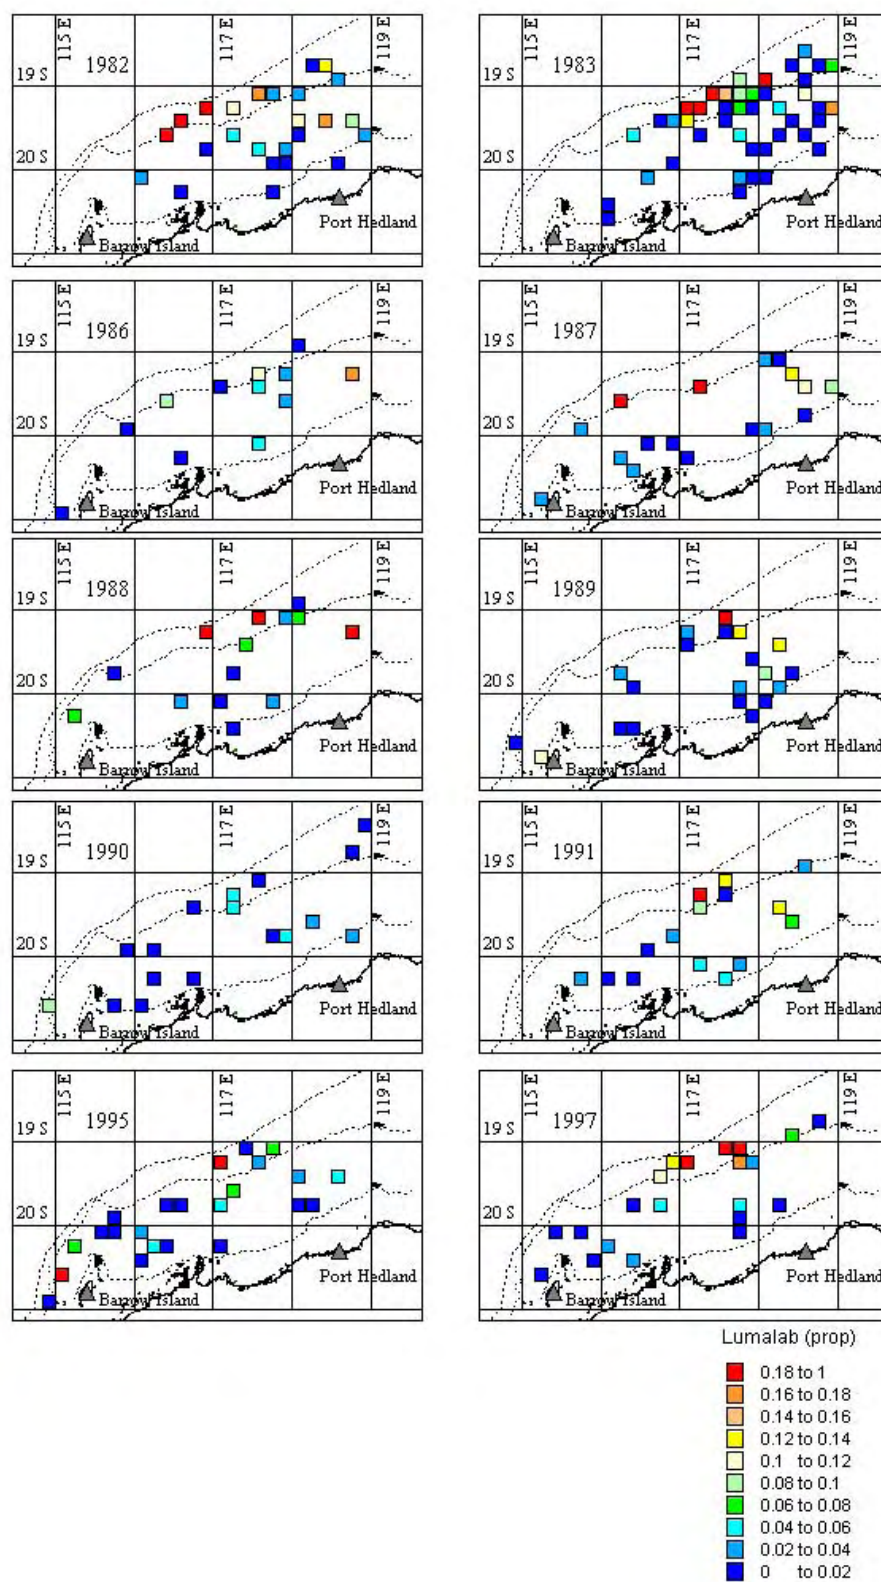 115 E
117 E
119 E
1982
19 S
20 S
Port Hedland
Barrow Island
115 E
117 E
119 E
1983
19 S
20 S
Port Hedland
Barrow Island
115 E
117 E
119 E
1986
19 S
20 S
Port Hedland
Barrow Island
115 E
117 E
119 E
1987
19 S
20 S
Port Hedland
Barrow Island
115 E
117 E
119 E
1988
19 S
20 S
Port Hedland
Barrow Island
115 E
117 E
119 E
1989
19 S
20 S
Port Hedland
Barrow Island
115 E
117 E
119 E
1990
19 S
20 S
Port Hedland
Barrow Island
115 E
117 E
119 E
1991
19 S
20 S
Port Hedland
Barrow Island
115 E
117 E
119 E
1995
19 S
20 S
Port Hedland
Barrow Island
115 E
117 E
119 E
1997
19 S
20 S
Port Hedland
Barrow Island
Lumalab (prop)
0.18 to 1
0.16 to 0.18
0.14 to 0.16
0.12 to 0.14
0.1 to 0.12
0.08 to 0.1
0.06 to 0.08
0.04 to 0.06
0.02 to 0.04
0 to 0.02